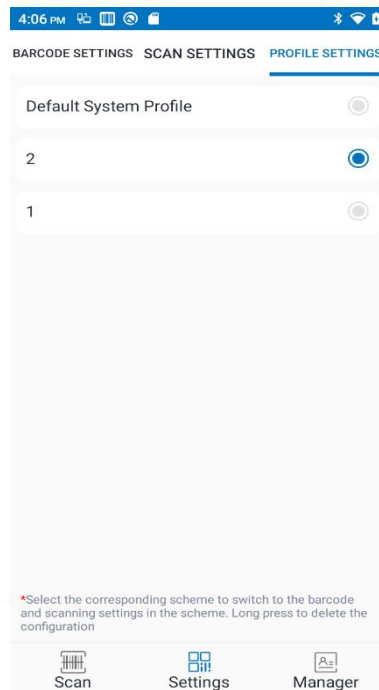 4:06 PM
BARCODE SETTINGS SCAN SETTINGS PROFILE SETTINGS
Default System Profile
2
1
*Select the corresponding scheme to switch to the barcode
and scanning settings in the scheme. Long press to delete the
configuration
Scan Settings Manager